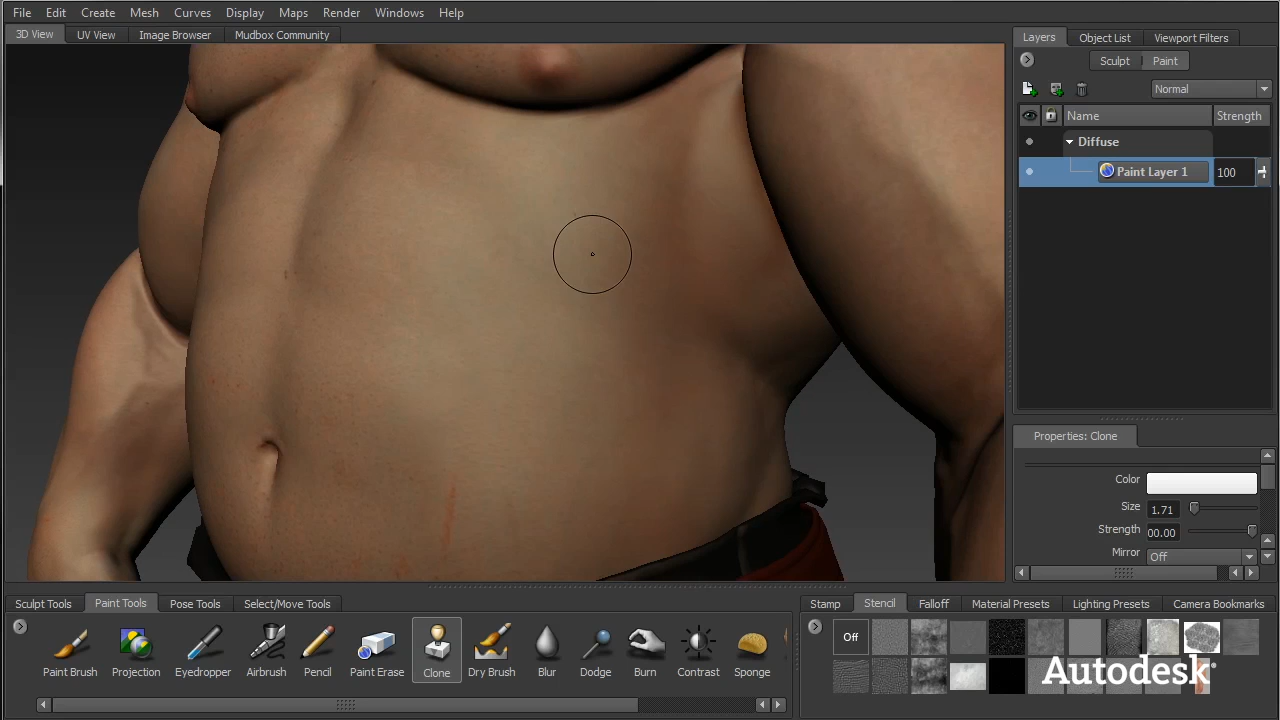 File Edit Create Mesh Curves Display Maps Render Windows Help
3D View UV View Image Browser Mudbox Community
Layers Object List Viewport Filters
Sculpt Paint
Normal
Name Strength
Diffuse
Paint Layer 1 100
Properties: Clone
Color
Size 1.71
Strength 00.00
Mirror Off
Sculpt Tools Paint Tools Pose Tools Select/Move Tools
Paint Brush Projection Eyedropper Airbrush Pencil Paint Erase Clone Dry Brush Blur Dodge Burn Contrast Sponge
Stamp Stencil Falloff Material Presets Lighting Presets Camera Bookmarks
Off
Autodesk